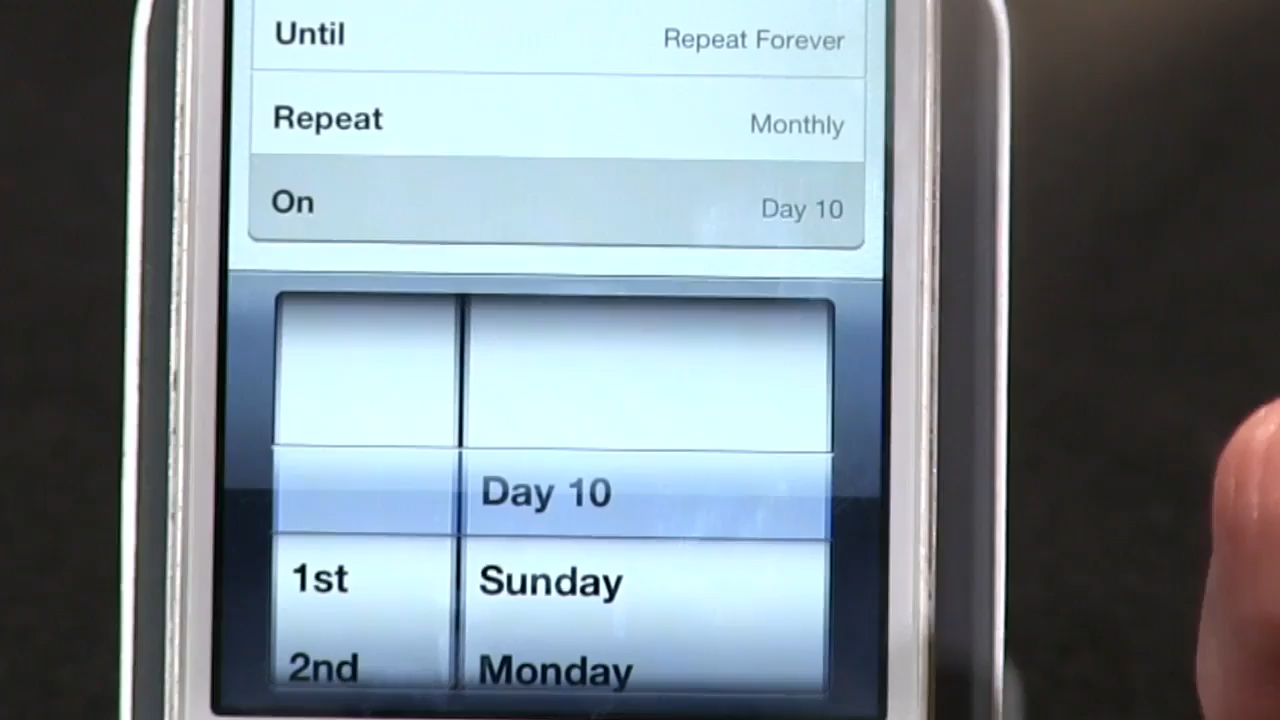 Until Repeat Forever
Repeat Monthly
On Day 10
Day 10
1st Sunday
2nd Monday